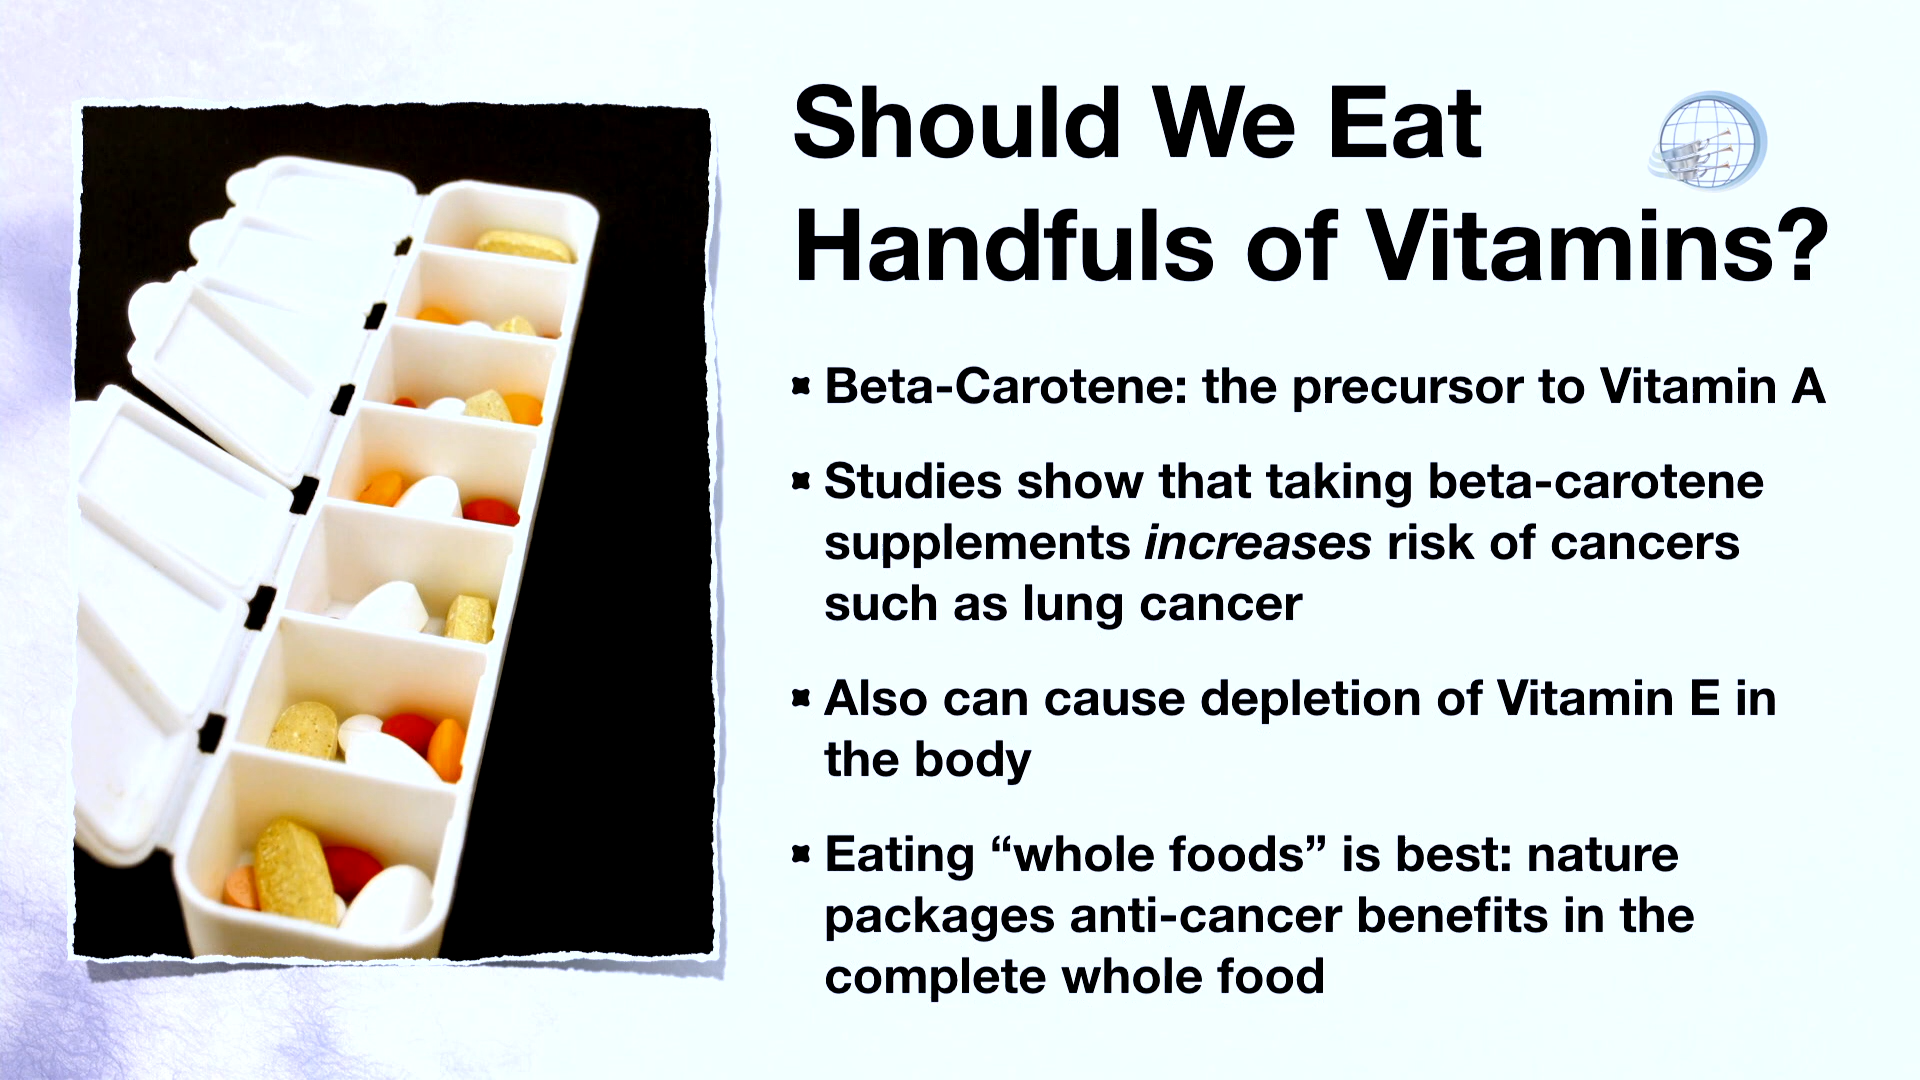 Should We Eat
Handfuls of Vitamins?
Beta-Carotene: the precursor to Vitamin A
Studies show that taking beta-carotene
supplements increases risk of cancers
such as lung cancer
Also can cause depletion of Vitamin E in
the body
Eating “whole foods” is best: nature
packages anti-cancer benefits in the
complete whole food